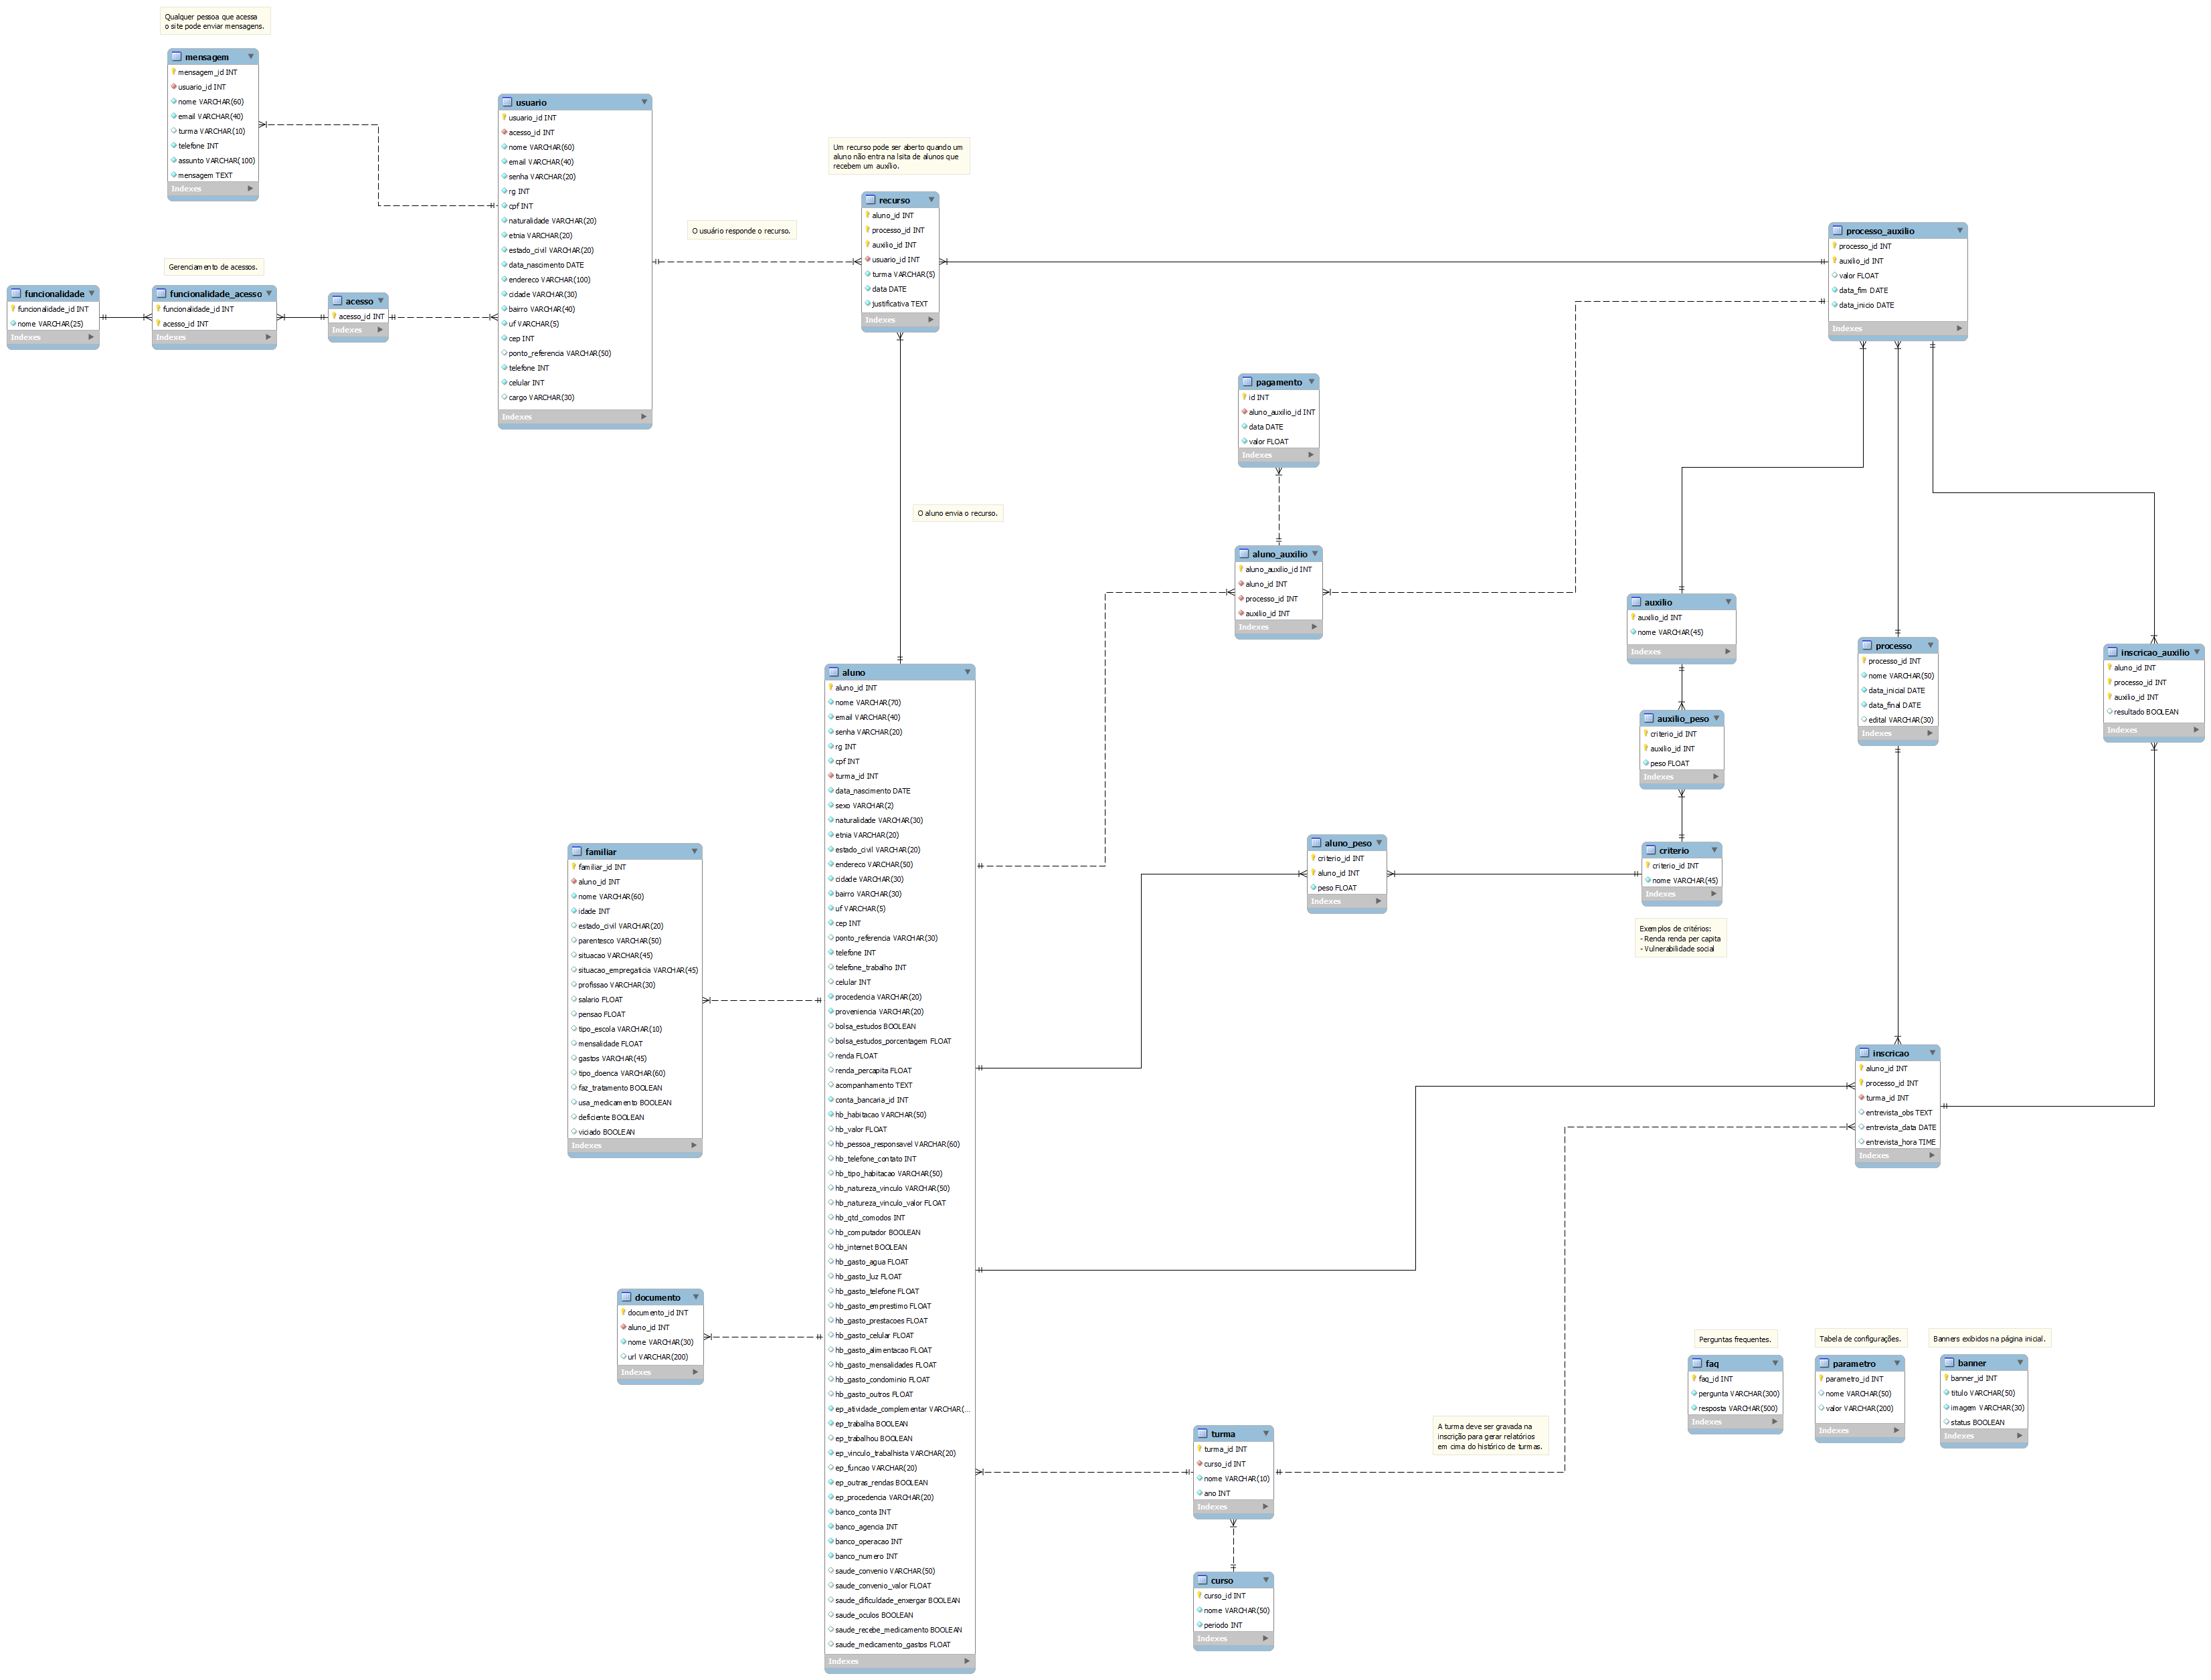 Qualquer pessoa que acessa
o site pode enviar mensagens.
mensagem
mensagem_id INT
usuario_id INT
nome VARCHAR(60)
email VARCHAR(40)
turma VARCHAR(10)
telefone INT
assunto VARCHAR(100)
mensagem TEXT
Indexes
usuario
usuario_id INT
acesso_id INT
nome VARCHAR(60)
email VARCHAR(40)
senha VARCHAR(20)
rg INT
cpf INT
naturalidade VARCHAR(20)
etnia VARCHAR(20)
estado_civil VARCHAR(20)
data_nascimento DATE
endereco VARCHAR(100)
cidade VARCHAR(30)
bairro VARCHAR(40)
uf VARCHAR(5)
cep INT
ponto_referencia VARCHAR(50)
telefone INT
celular INT
cargo VARCHAR(30)
Indexes
Gerenciamento de acessos.
funcionalidade
funcionalidade_id INT
nome VARCHAR(25)
Indexes
funcionalidade_acesso
funcionalidade_id INT
acesso_id INT
Indexes
acesso
acesso_id INT
Indexes
O usuário responde o recurso.
Um recurso pode ser aberto quando um
aluno não entra na lsita de alunos que
recebem um auxílio.
recurso
aluno_id INT
processo_id INT
auxilio_id INT
usuario_id INT
turma VARCHAR(5)
data DATE
justificativa TEXT
Indexes
processo_auxilio
processo_id INT
auxilio_id INT
valor FLOAT
data_fim DATE
data_inicio DATE
Indexes
pagamento
id INT
aluno_auxilio_id INT
data DATE
valor FLOAT
Indexes
O aluno envia o recurso.
aluno_auxilio
aluno_auxilio_id INT
aluno_id INT
processo_id INT
auxilio_id INT
Indexes
auxilio
auxilio_id INT
nome VARCHAR(45)
Indexes
processo
processo_id INT
nome VARCHAR(50)
data_inicial DATE
data_final DATE
edital VARCHAR(30)
Indexes
inscricao_auxilio
aluno_id INT
processo_id INT
auxilio_id INT
resultado BOOLEAN
Indexes
auxilio_peso
criterio_id INT
auxilio_id INT
peso FLOAT
Indexes
aluno
aluno_id INT
nome VARCHAR(70)
email VARCHAR(40)
senha VARCHAR(20)
rg INT
cpf INT
turma_id INT
data_nascimento DATE
sexo VARCHAR(2)
naturalidade VARCHAR(30)
etnia VARCHAR(20)
estado_civil VARCHAR(20)
endereco VARCHAR(50)
cidade VARCHAR(30)
bairro VARCHAR(30)
uf VARCHAR(5)
cep INT
ponto_referencia VARCHAR(30)
telefone INT
telefone_trabalho INT
celular INT
procedencia VARCHAR(20)
proveniencia VARCHAR(20)
bolsa_estudos BOOLEAN
bolsa_estudos_porcentagem FLOAT
renda FLOAT
renda_percapita FLOAT
acompanhamento TEXT
conta_bancaria_id INT
hb_habitacao VARCHAR(50)
hb_valor FLOAT
hb_pessoa_responsavel VARCHAR(60)
hb_telefone_contato INT
hb_tipo_habitacao VARCHAR(50)
hb_natureza_vinculo VARCHAR(50)
hb_natureza_vinculo_valor FLOAT
hb_qtd_comodos INT
hb_computador BOOLEAN
hb_internet BOOLEAN
hb_gasto_agua FLOAT
hb_gasto_luz FLOAT
hb_gasto_telefone FLOAT
hb_gasto_emprestimo FLOAT
hb_gasto_prestacoes FLOAT
hb_gasto_celular FLOAT
hb_gasto_alimentacao FLOAT
hb_gasto_mensalidades FLOAT
hb_gasto_condominio FLOAT
hb_gasto_outros FLOAT
ep_atividade_complementar VARCHAR(...
ep_trabalha BOOLEAN
ep_trabalhou BOOLEAN
ep_vinculo_trabalhista VARCHAR(20)
ep_funcao VARCHAR(20)
ep_outras_rendas BOOLEAN
ep_procedencia VARCHAR(20)
banco_conta INT
banco_agencia INT
banco_operacao INT
banco_numero INT
saude_convenio VARCHAR(50)
saude_convenio_valor FLOAT
saude_dificuldade_enxergar BOOLEAN
saude_oculos BOOLEAN
saude_recebe_medicamento BOOLEAN
saude_medicamento_gastos FLOAT
Indexes
familiar
familiar_id INT
aluno_id INT
nome VARCHAR(60)
idade INT
estado_civil VARCHAR(20)
parentesco VARCHAR(50)
situacao VARCHAR(45)
situacao_empregaticia VARCHAR(45)
profissao VARCHAR(30)
salario FLOAT
pensao FLOAT
tipo_escola VARCHAR(10)
mensalidade FLOAT
gastos VARCHAR(45)
tipo_doenca VARCHAR(60)
faz_tratamento BOOLEAN
usa_medicamento BOOLEAN
deficiente BOOLEAN
viciado BOOLEAN
Indexes
aluno_peso
criterio_id INT
aluno_id INT
peso FLOAT
Indexes
criterio
criterio_id INT
nome VARCHAR(45)
Indexes
Exemplos de critérios:
- Renda renda per capita
- Vulnerabilidade social
inscricao
aluno_id INT
processo_id INT
turma_id INT
entrevista_obs TEXT
entrevista_data DATE
entrevista_hora TIME
Indexes
documento
documento_id INT
aluno_id INT
nome VARCHAR(30)
url VARCHAR(200)
Indexes
Perguntas frequentes.
faq
faq_id INT
pergunta VARCHAR(300)
resposta VARCHAR(500)
Indexes
Tabela de configurações.
parametro
parametro_id INT
nome VARCHAR(50)
valor VARCHAR(200)
Indexes
Banners exibidos na página inicial.
banner
banner_id INT
titulo VARCHAR(50)
imagem VARCHAR(30)
status BOOLEAN
Indexes
A turma deve ser gravada na
inscrição para gerar relatórios
em cima do histórico de turmas.
turma
turma_id INT
curso_id INT
nome VARCHAR(10)
ano INT
Indexes
curso
curso_id INT
nome VARCHAR(50)
periodo INT
Indexes